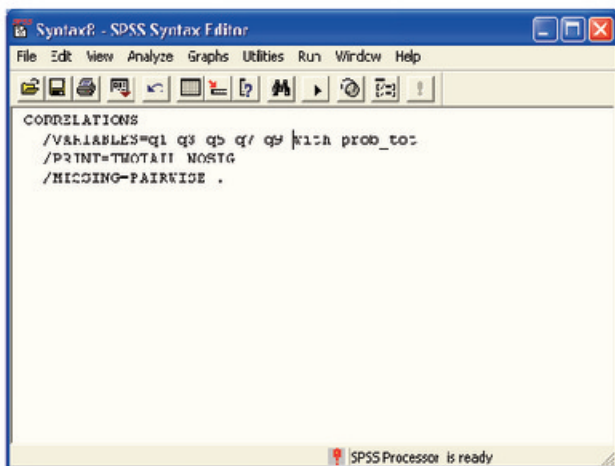 Syntax8 - SPSS Syntax Editor
File Edit View Analyze Graphs Utilities Run Window Help
CORRELATIONS
/VARIABLES=q1 q3 q5 q7 q9 with prob_tot
/PRINT=TWOTAIL NOSIG
/MISSING=PAIRWISE .
SPSS Processor is ready